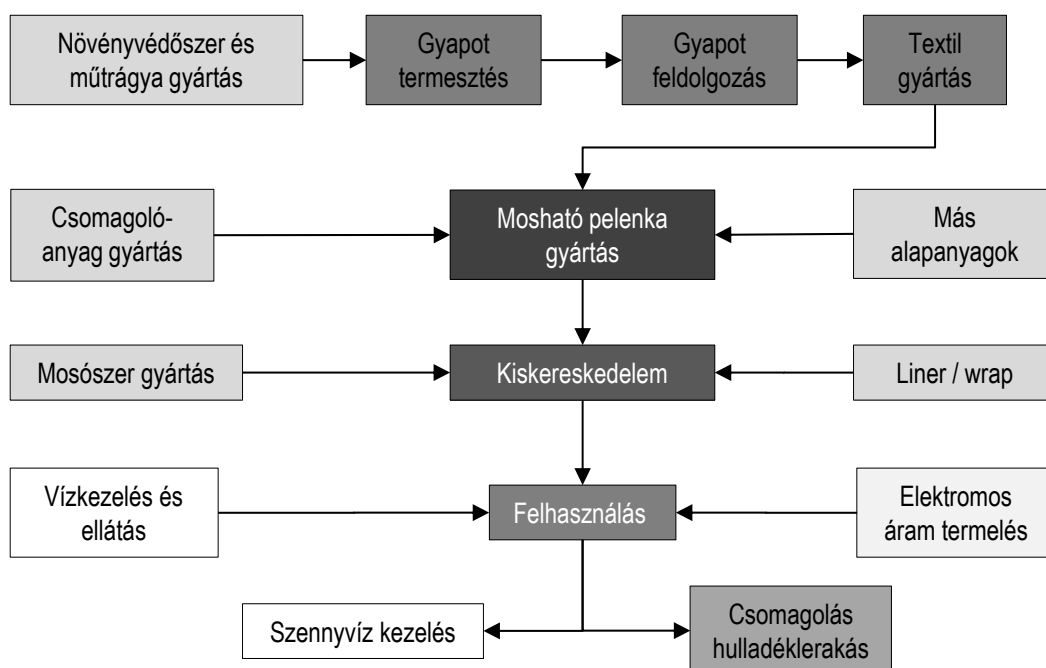 Növényvédőszer és
műtrágya gyártás
Gyapot
termesztés
Gyapot
feldolgozás
Textil
gyártás
Csomagoló-
anyag gyártás
Mosható pelenka
gyártás
Más
alapanyagok
Mosószer gyártás
Kiskereskedelem
Liner / wrap
Vízkezelés és
ellátás
Felhasználás
Elektromos
áram termelés
Szennyvíz kezelés
Csomagolás
hulladéklerakás